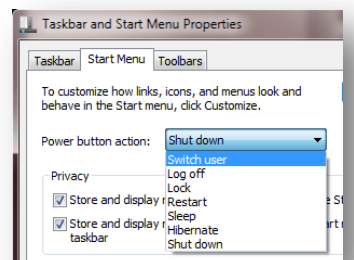 Taskbar and Start Menu Properties
Taskbar Start Menu Toolbars
To customize how links, icons, and menus look and
behave in the Start menu, click Customize.
Power button action: Shut down
Switch user
Log off
Lock
Restart
Sleep
Hibernate
Shut down
Privacy
Store and display
Store and display
taskbar